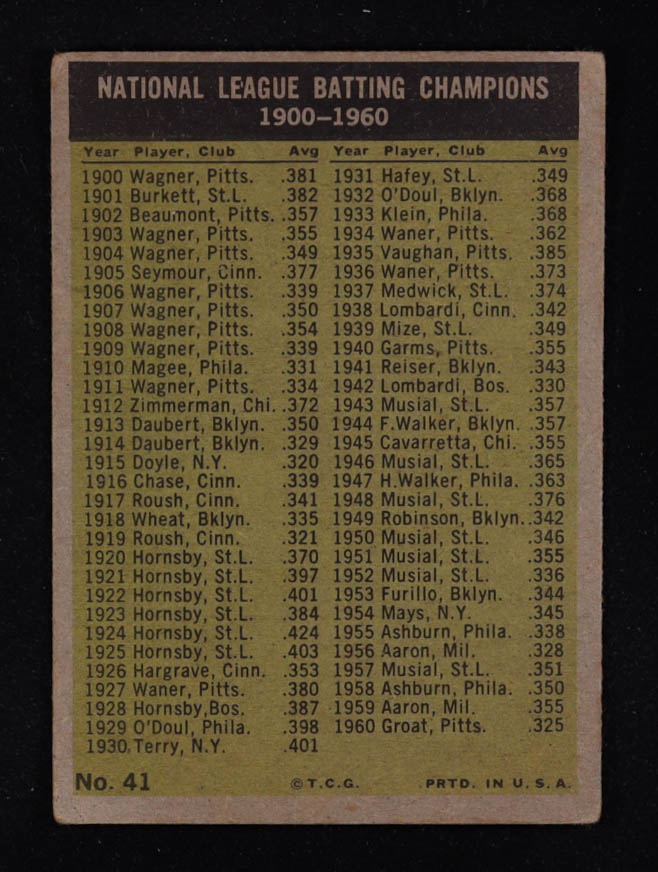 NATIONAL LEAGUE BATTING CHAMPIONS
1900-1960
Year Player, Club Avg
1900 Wagner, Pitts. .381
1901 Burkett, St.L. .382
1902 Beaumont, Pitts. .357
1903 Wagner, Pitts. .355
1904 Wagner, Pitts. .349
1905 Seymour, Cinn. .377
1906 Wagner, Pitts. .339
1907 Wagner, Pitts. .350
1908 Wagner, Pitts. .354
1909 Wagner, Pitts. .339
1910 Magee, Phila. .331
1911 Wagner, Pitts. .334
1912 Zimmerman, Chi. .372
1913 Daubert, Bklyn. .350
1914 Daubert, Bklyn. .329
1915 Doyle, N.Y. .320
1916 Chase, Cinn. .339
1917 Roush, Cinn. .341
1918 Wheat, Bklyn. .335
1919 Roush, Cinn. .321
1920 Hornsby, St.L. .370
1921 Hornsby, St.L. .397
1922 Hornsby, St.L. .401
1923 Hornsby, St.L. .384
1924 Hornsby, St.L. .424
1925 Hornsby, St.L. .403
1926 Hargrave, Cinn. .353
1927 Waner, Pitts. .380
1928 Hornsby,Bos. .387
1929 O'Doul, Phila. .398
1930 Terry, N.Y. .401
Year Player, Club Avg
1931 Hafey, St.L. .349
1932 O'Doul, Bklyn. .368
1933 Klein, Phila. .368
1934 Waner, Pitts. .362
1935 Vaughan, Pitts. .385
1936 Waner, Pitts. .373
1937 Medwick, St.L. .374
1938 Lombardi, Cinn. .342
1939 Mize, St.L. .349
1940 Garms, Pitts. .355
1941 Reiser, Bklyn. .343
1942 Lombardi, Bos. .330
1943 Musial, St.L. .357
1944 F.Walker, Bklyn. .357
1945 Cavarretta, Chi. .355
1946 Musial, St.L. .365
1947 H.Walker, Phila. .363
1948 Musial, St.L. .376
1949 Robinson, Bklyn. .342
1950 Musial, St.L. .346
1951 Musial, St.L. .355
1952 Musial, St.L. .336
1953 Furillo, Bklyn. .344
1954 Mays, N.Y. .345
1955 Ashburn, Phila. .338
1956 Aaron, Mil. .328
1957 Musial, St.L. .351
1958 Ashburn, Phila. .350
1959 Aaron, Mil. .355
1960 Groat, Pitts. .325
No. 41 ©T.C.G. PRTD. IN U.S.A.